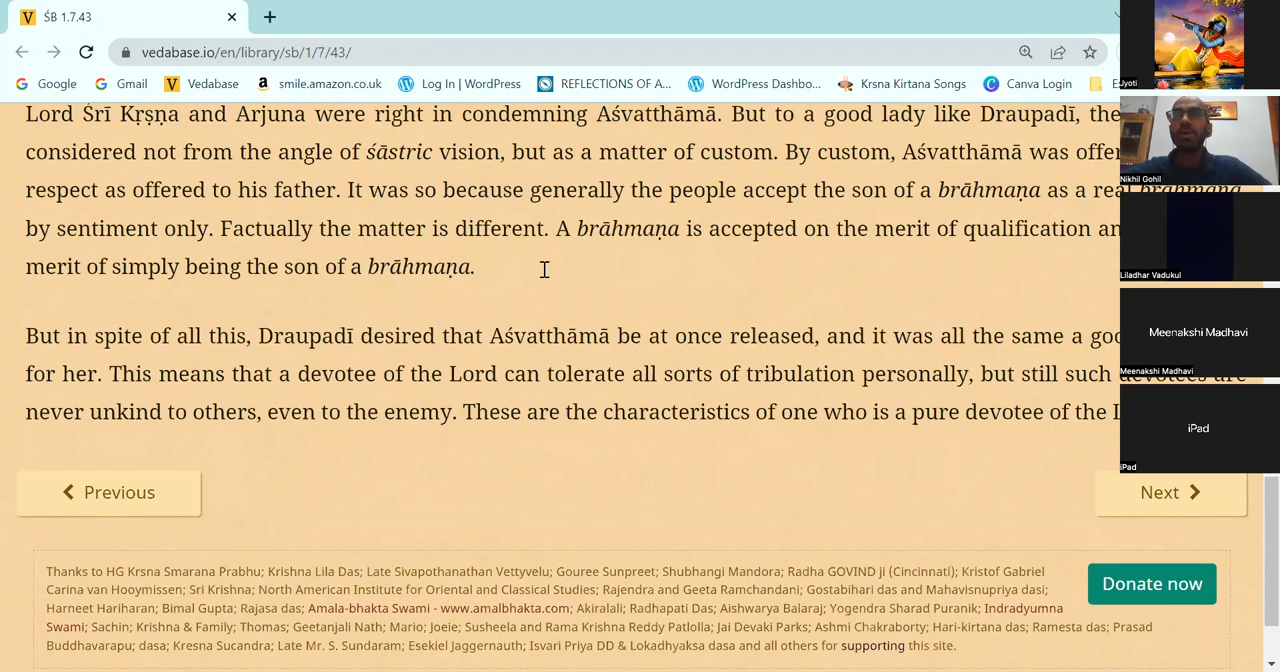 ŚB 1.7.43
vedabase.io/en/library/sb/1/7/43/
Google Gmail Vedabase smile.amazon.co.uk Log In | WordPress REFLECTIONS OF A... WordPress Dashbo... Krsna Kirtana Songs Canva Login
Lord Śrī Kṛṣṇa and Arjuna were right in condemning Aśvatthāmā. But to a good lady like Draupadī, the
considered not from the angle of śāstric vision, but as a matter of custom. By custom, Aśvatthāmā was offer
respect as offered to his father. It was so because generally the people accept the son of a brāhmaṇa as a real brāhmaṇa,
by sentiment only. Factually the matter is different. A brāhmaṇa is accepted on the merit of qualification an
merit of simply being the son of a brāhmaṇa.
But in spite of all this, Draupadī desired that Aśvatthāmā be at once released, and it was all the same a goo
for her. This means that a devotee of the Lord can tolerate all sorts of tribulation personally, but still such devotees are
never unkind to others, even to the enemy. These are the characteristics of one who is a pure devotee of the L
Previous
Next
Thanks to HG Krsna Smarana Prabhu; Krishna Lila Das; Late Sivapothanathan Vettyvelu; Gouree Sunpreet; Shubhangi Mandora; Radha GOVIND ji (Cincinnati); Kristof Gabriel
Carina van Hooymissen; Sri Krishna; North American Institute for Oriental and Classical Studies; Rajendra and Geeta Ramchandani; Gostabihari das and Mahavisnupriya dasi;
Harneet Hariharan; Bimal Gupta; Rajasa das; Amala-bhakta Swami - www.amalbhakta.com; Akiralali; Radhapati Das; Aishwarya Balaraj; Yogendra Sharad Puranik; Indradyumna
Swami; Sachin; Krishna & Family; Thomas; Geetanjali Nath; Mario; Joeie; Susheela and Rama Krishna Reddy Patlolla; Jai Devaki Parks; Ashmi Chakraborty; Hari-kirtana das; Ramesta das; Prasad
Buddhavarapu; dasa; Kresna Sucandra; Late Mr. S. Sundaram; Esekiel Jaggernauth; Isvari Priya DD & Lokadhyaksa dasa and all others for supporting this site.
Donate now
Jyoti
Nikhil Gohil
Liladhar Vadukul
Meenakshi Madhavi
Meenakshi Madhavi
iPad
iPad